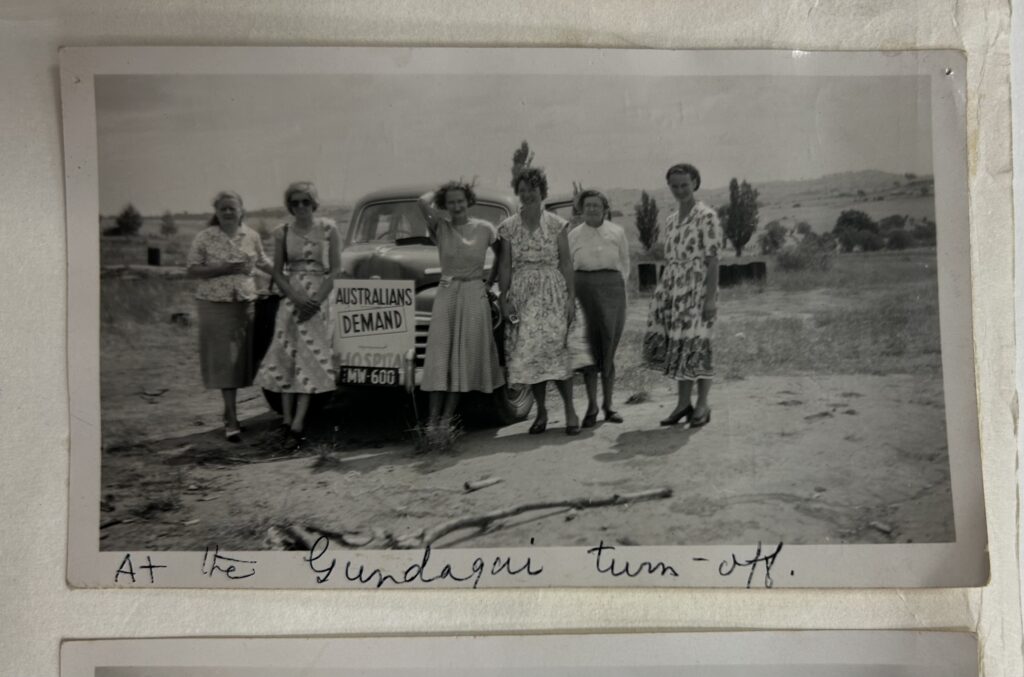 AUSTRALIANS
DEMAND
HOSPITAL
MW-600
At the Gundagai turn-off.